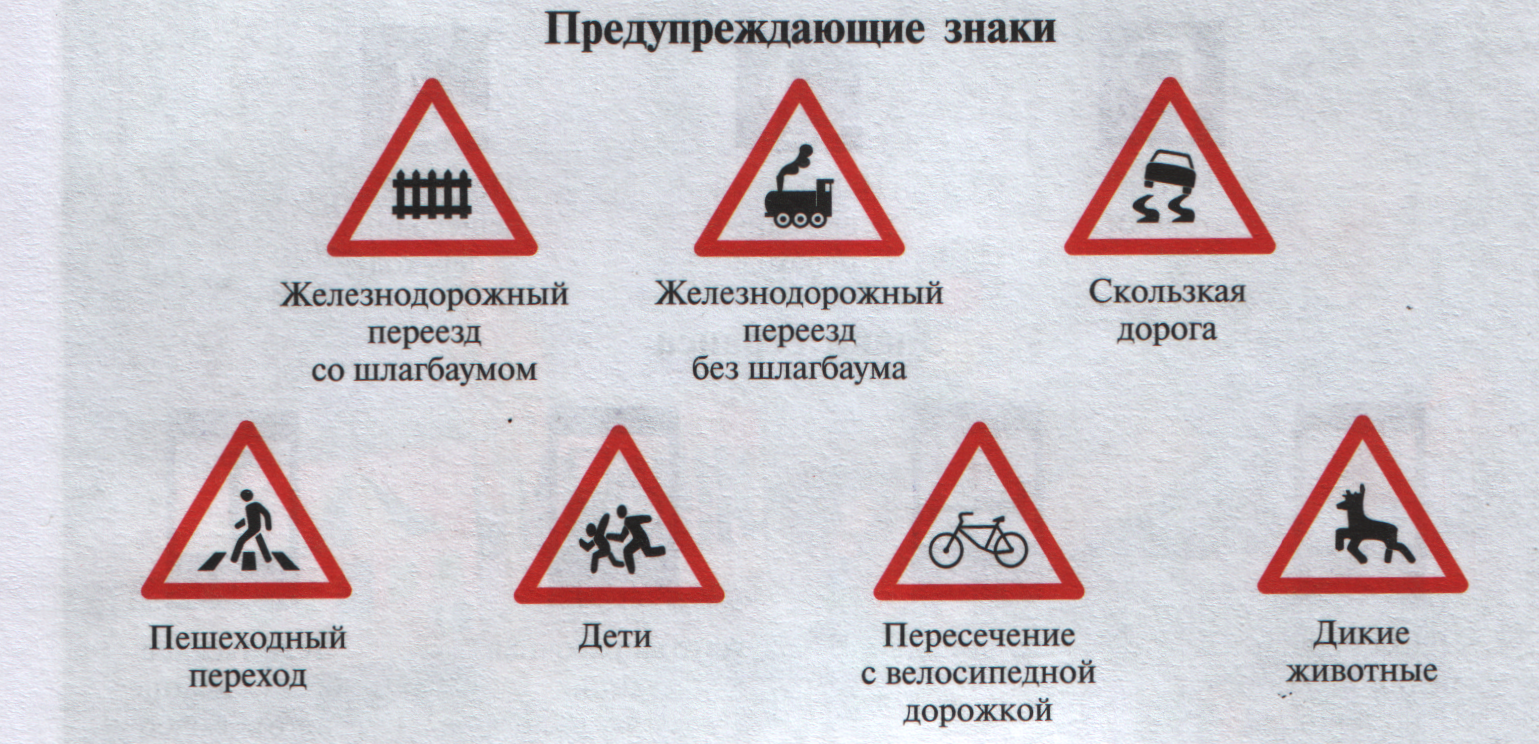 Предупреждающие знаки
Железнодорожный
переезд
со шлагбаумом
Железнодорожный
переезд
без шлагбаума
Скользкая
дорога
Пешеходный
переход
Дети
Пересечение
с велосипедной
дорожкой
Дикие
животные